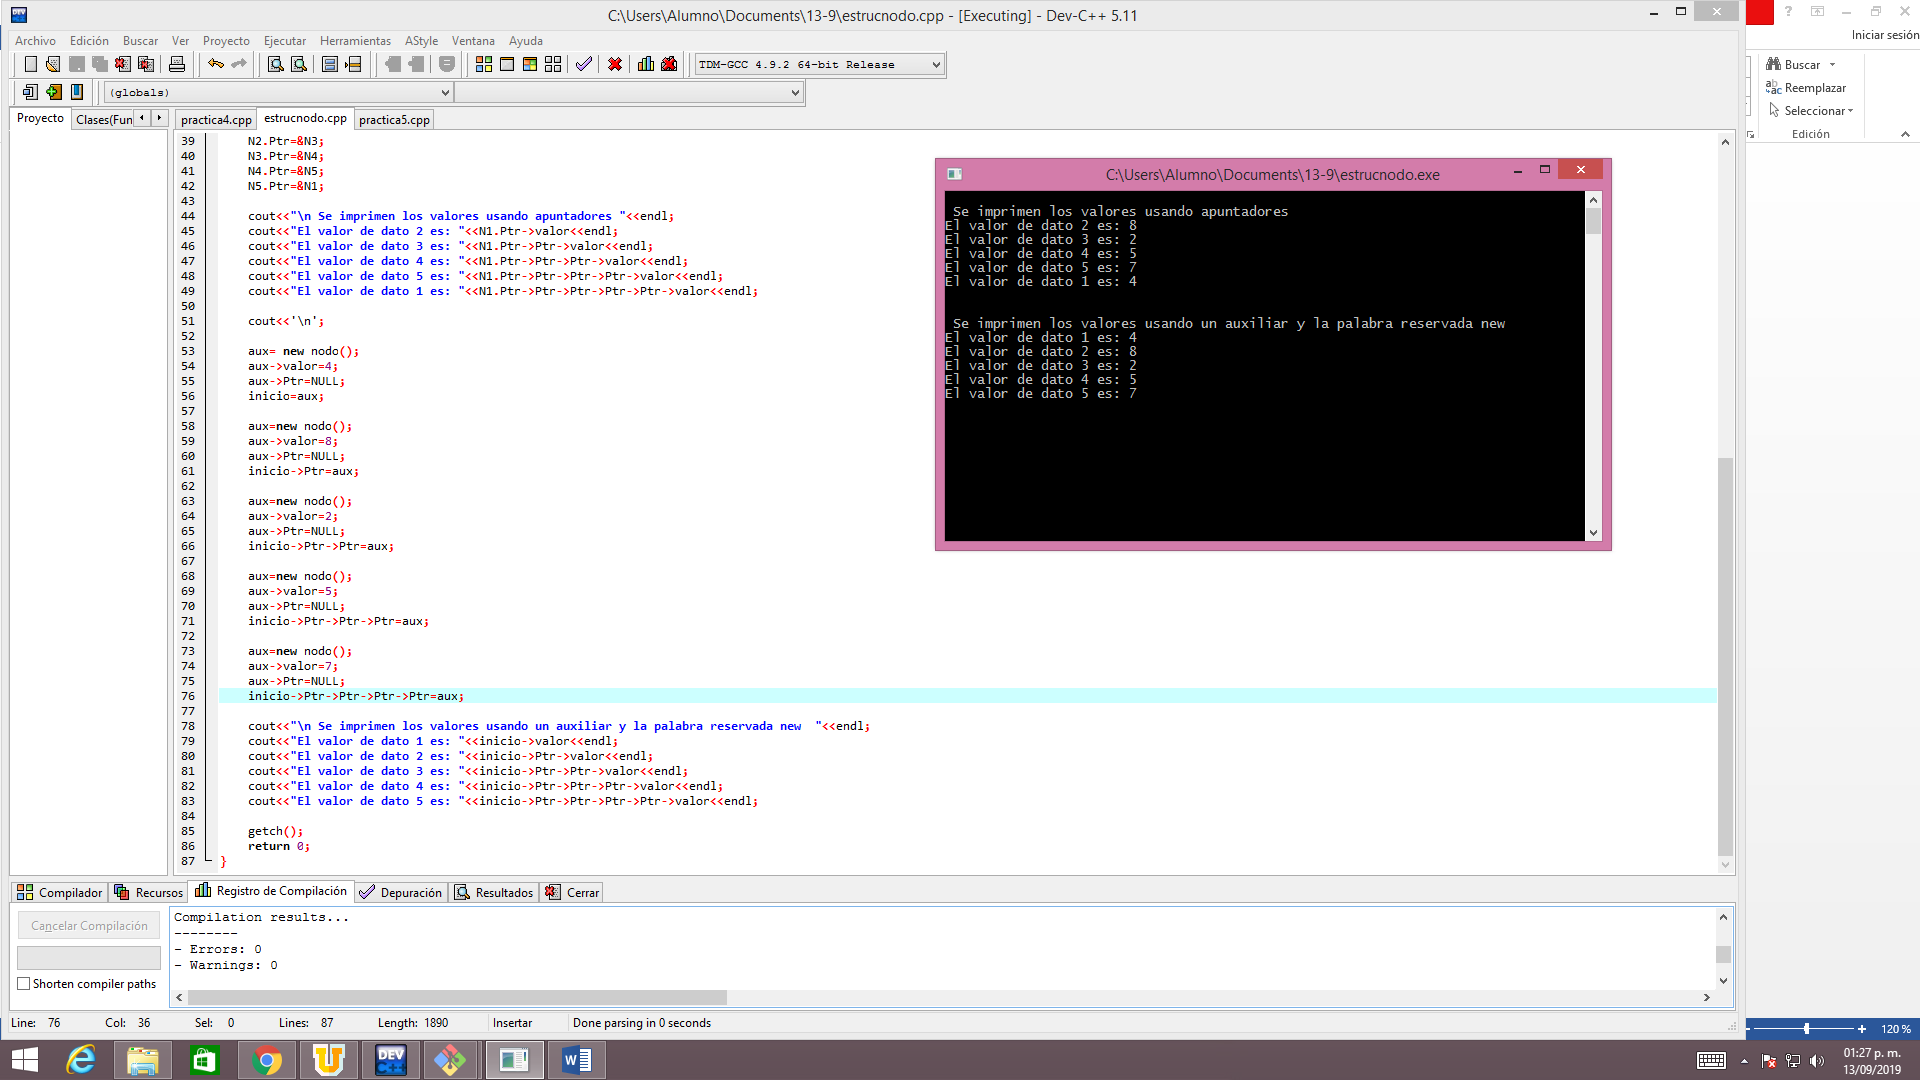 C:\Users\Alumno\Documents\13-9\estrucnodo.cpp - [Executing] - Dev-C++ 5.11
Iniciar sesión
Archivo Edición Buscar Ver Proyecto Ejecutar Herramientas AStyle Ventana Ayuda
TDM-GCC 4.9.2 64-bit Release
(globals)
Buscar
Reemplazar
Seleccionar
Edición
Proyecto Clases(Fun practica4.cpp estrucnodo.cpp practica5.cpp
39 N2.Ptr=&N3;
40 N3.Ptr=&N4;
41 N4.Ptr=&N5;
42 N5.Ptr=&N1;
43
44 cout<<"\n Se imprimen los valores usando apuntadores "<<endl;
45 cout<<"El valor de dato 2 es: "<<N1.Ptr->valor<<endl;
46 cout<<"El valor de dato 3 es: "<<N1.Ptr->Ptr->valor<<endl;
47 cout<<"El valor de dato 4 es: "<<N1.Ptr->Ptr->Ptr->valor<<endl;
48 cout<<"El valor de dato 5 es: "<<N1.Ptr->Ptr->Ptr->Ptr->valor<<endl;
49 cout<<"El valor de dato 1 es: "<<N1.Ptr->Ptr->Ptr->Ptr->Ptr->valor<<endl;
50
51 cout<<'\n';
52
53 aux= new nodo();
54 aux->valor=4;
55 aux->Ptr=NULL;
56 inicio=aux;
57
58 aux=new nodo();
59 aux->valor=8;
60 aux->Ptr=NULL;
61 inicio->Ptr=aux;
62
63 aux=new nodo();
64 aux->valor=2;
65 aux->Ptr=NULL;
66 inicio->Ptr->Ptr=aux;
67
68 aux=new nodo();
69 aux->valor=5;
70 aux->Ptr=NULL;
71 inicio->Ptr->Ptr->Ptr=aux;
72
73 aux=new nodo();
74 aux->valor=7;
75 aux->Ptr=NULL;
76 inicio->Ptr->Ptr->Ptr->Ptr=aux;
77
78 cout<<"\n Se imprimen los valores usando un auxiliar y la palabra reservada new  "<<endl;
79 cout<<"El valor de dato 1 es: "<<inicio->valor<<endl;
80 cout<<"El valor de dato 2 es: "<<inicio->Ptr->valor<<endl;
81 cout<<"El valor de dato 3 es: "<<inicio->Ptr->Ptr->valor<<endl;
82 cout<<"El valor de dato 4 es: "<<inicio->Ptr->Ptr->Ptr->valor<<endl;
83 cout<<"El valor de dato 5 es: "<<inicio->Ptr->Ptr->Ptr->Ptr->valor<<endl;
84
85 getch();
86 return 0;
87 }
C:\Users\Alumno\Documents\13-9\estrucnodo.exe
Se imprimen los valores usando apuntadores
El valor de dato 2 es: 8
El valor de dato 3 es: 2
El valor de dato 4 es: 5
El valor de dato 5 es: 7
El valor de dato 1 es: 4
Se imprimen los valores usando un auxiliar y la palabra reservada new
El valor de dato 1 es: 4
El valor de dato 2 es: 8
El valor de dato 3 es: 2
El valor de dato 4 es: 5
El valor de dato 5 es: 7
Compilador Recursos Registro de Compilación Depuración Resultados Cerrar
Cancelar Compilación
Shorten compiler paths
Compilation results...
--------
- Errors: 0
- Warnings: 0
Line: 76 Col: 36 Sel: 0 Lines: 87 Length: 1890 Insertar Done parsing in 0 seconds
120 %
DEV C++
01:27 p. m.
13/09/2019